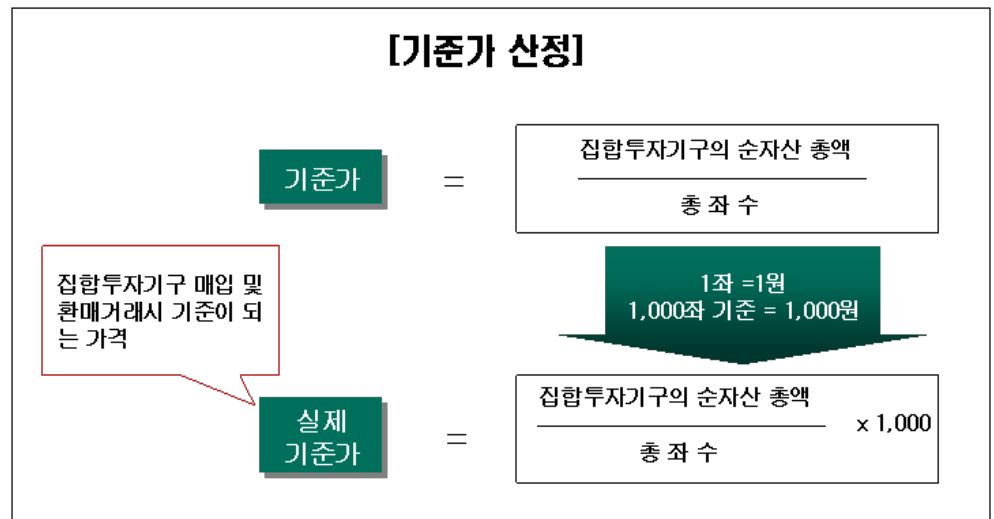 [기준가 산정]
기준가
=
집합투자기구의 순자산 총액
총 좌 수
집합투자기구 매입 및
환매거래시 기준이 되
는 가격
1좌 =1원
1,000좌 기준 = 1,000원
실제
기준가
=
집합투자기구의 순자산 총액
총 좌 수
x 1,000